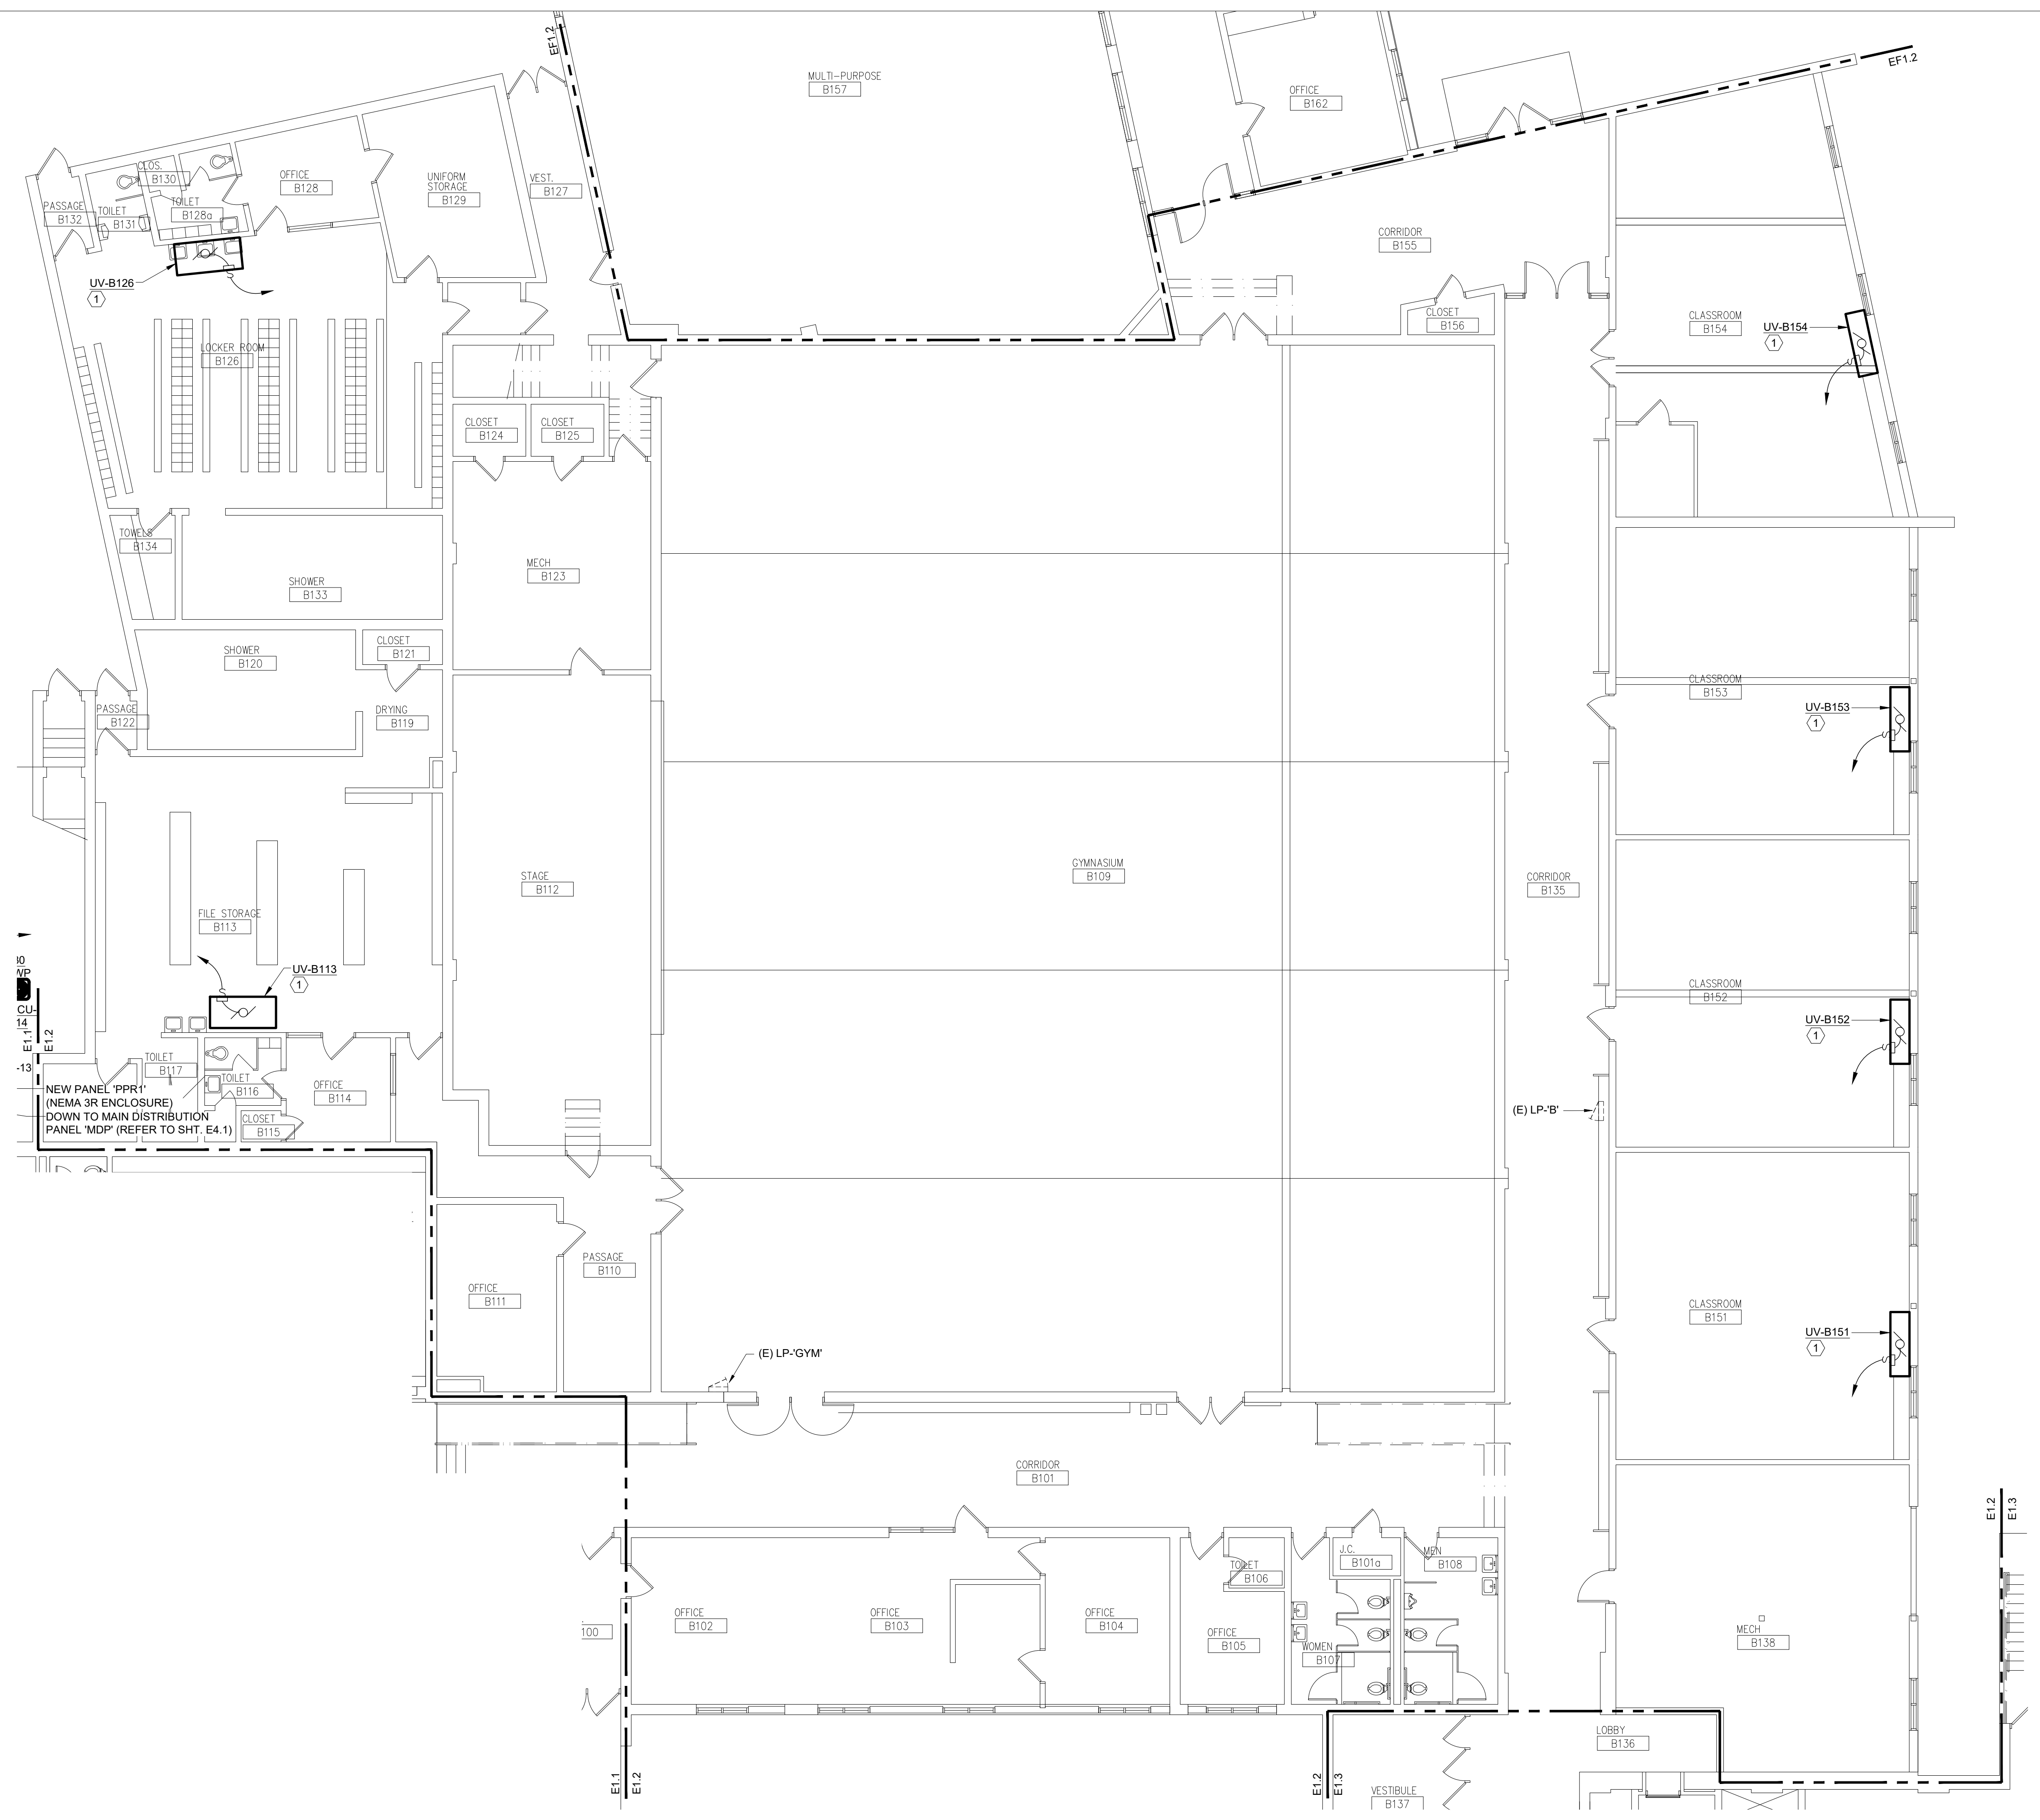 EF1.2
MULTI-PURPOSE
B157
OFFICE
B162
EF1.2
CLOS.
B130
OFFICE
B128
UNIFORM
STORAGE
B129
VEST.
B127
PASSAGE
B132
TOILET
B131
TOILET
B128a
CORRIDOR
B155
UV-B126
1
CLOSET
B156
CLASSROOM
B154
UV-B154
1
LOCKER ROOM
B126
CLOSET
B124
CLOSET
B125
TOWELS
B134
MECH
B123
SHOWER
B133
SHOWER
B120
CLOSET
B121
CLASSROOM
B153
UV-B153
1
PASSAGE
B122
DRYING
B119
STAGE
B112
GYMNASIUM
B109
CORRIDOR
B135
FILE STORAGE
B113
UV-B113
1
CLASSROOM
B152
UV-B152
1
30
WP
CU-
14
E1.1
E1.2
-13
TOILET
B117
TOILET
B116
OFFICE
B114
CLOSET
B115
NEW PANEL 'PPR1'
(NEMA 3R ENCLOSURE)
DOWN TO MAIN DISTRIBUTION
PANEL 'MDP' (REFER TO SHT. E4.1)
(E) LP-'B'
PASSAGE
B110
OFFICE
B111
CLASSROOM
B151
UV-B151
1
(E) LP-'GYM'
CORRIDOR
B101
E1.2
E1.3
J.C.
B101a
MEN
B108
TOILET
B106
100
OFFICE
B102
OFFICE
B103
OFFICE
B104
OFFICE
B105
WOMEN
B107
MECH
B138
LOBBY
B136
E1.1
E1.2
E1.2
E1.3
VESTIBULE
B137